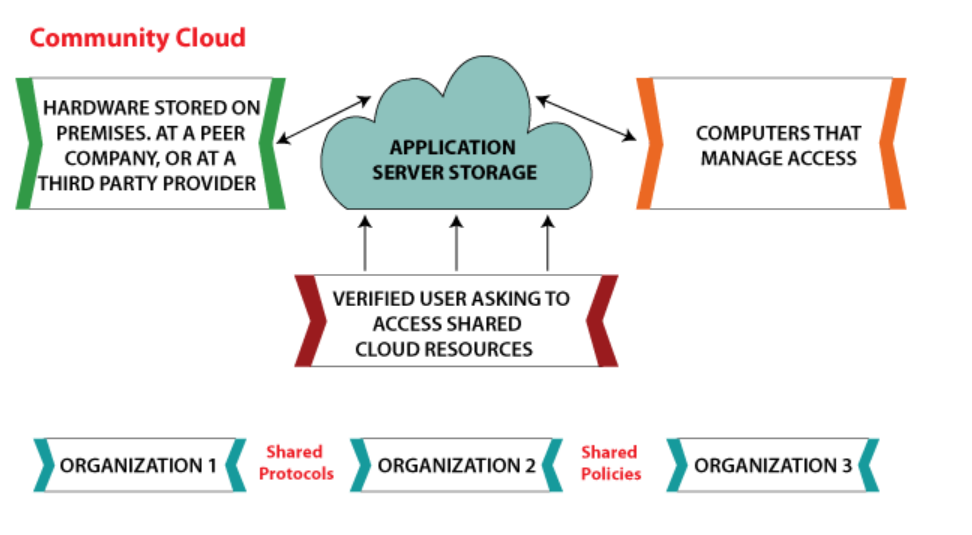 Community Cloud
HARDWARE STORED ON
PREMISES. AT A PEER
COMPANY, OR AT A
THIRD PARTY PROVIDER
APPLICATION
SERVER STORAGE
COMPUTERS THAT
MANAGE ACCESS
VERIFIED USER ASKING TO
ACCESS SHARED
CLOUD RESOURCES
ORGANIZATION 1
Shared
Protocols
ORGANIZATION 2
Shared
Policies
ORGANIZATION 3